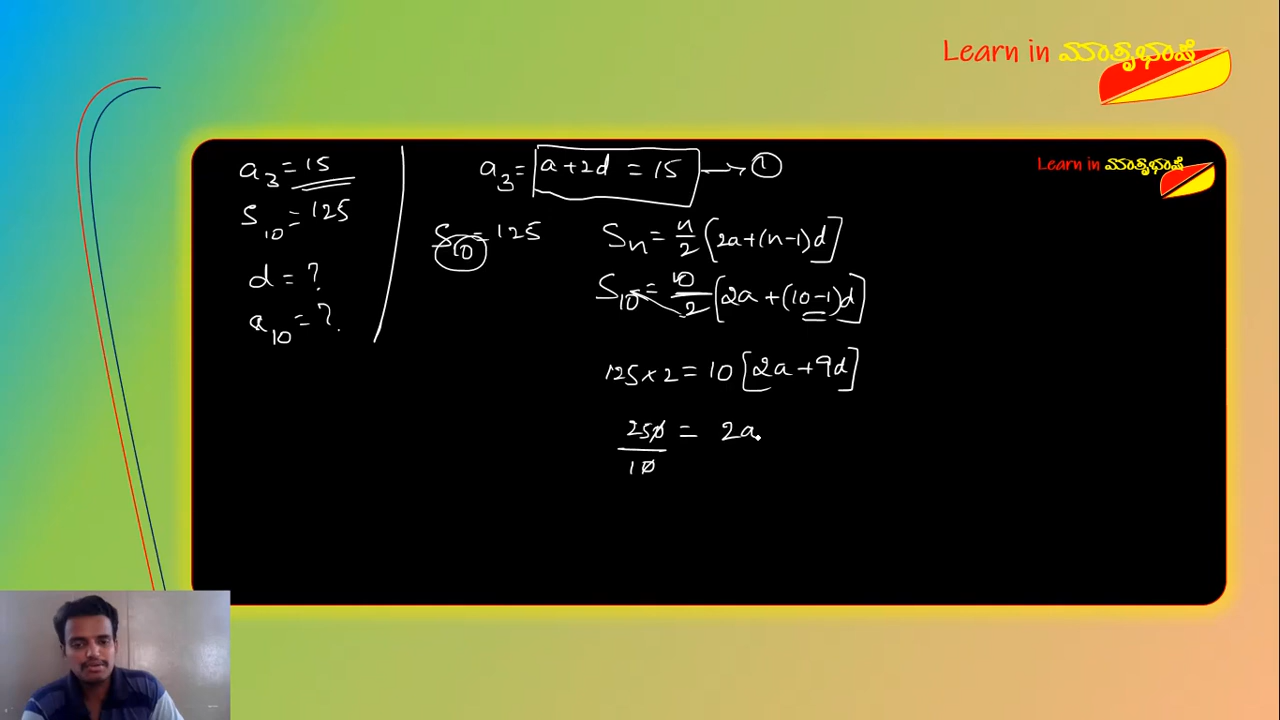 Learn in ಮಾತೃಭಾಷೆ
Learn in ಮಾತೃಭಾಷೆ
a₃ = 15
S₁₀ = 125
d = ?
a₁₀ = ?
a₃ = a + 2d = 15 → ①
S₁₀ = 125
Sₙ = n/2 [2a + (n-1)d]
S₁₀ = 10/2 [2a + (10-1)d]
125 × 2 = 10 [2a + 9d]
250/10 = 2a